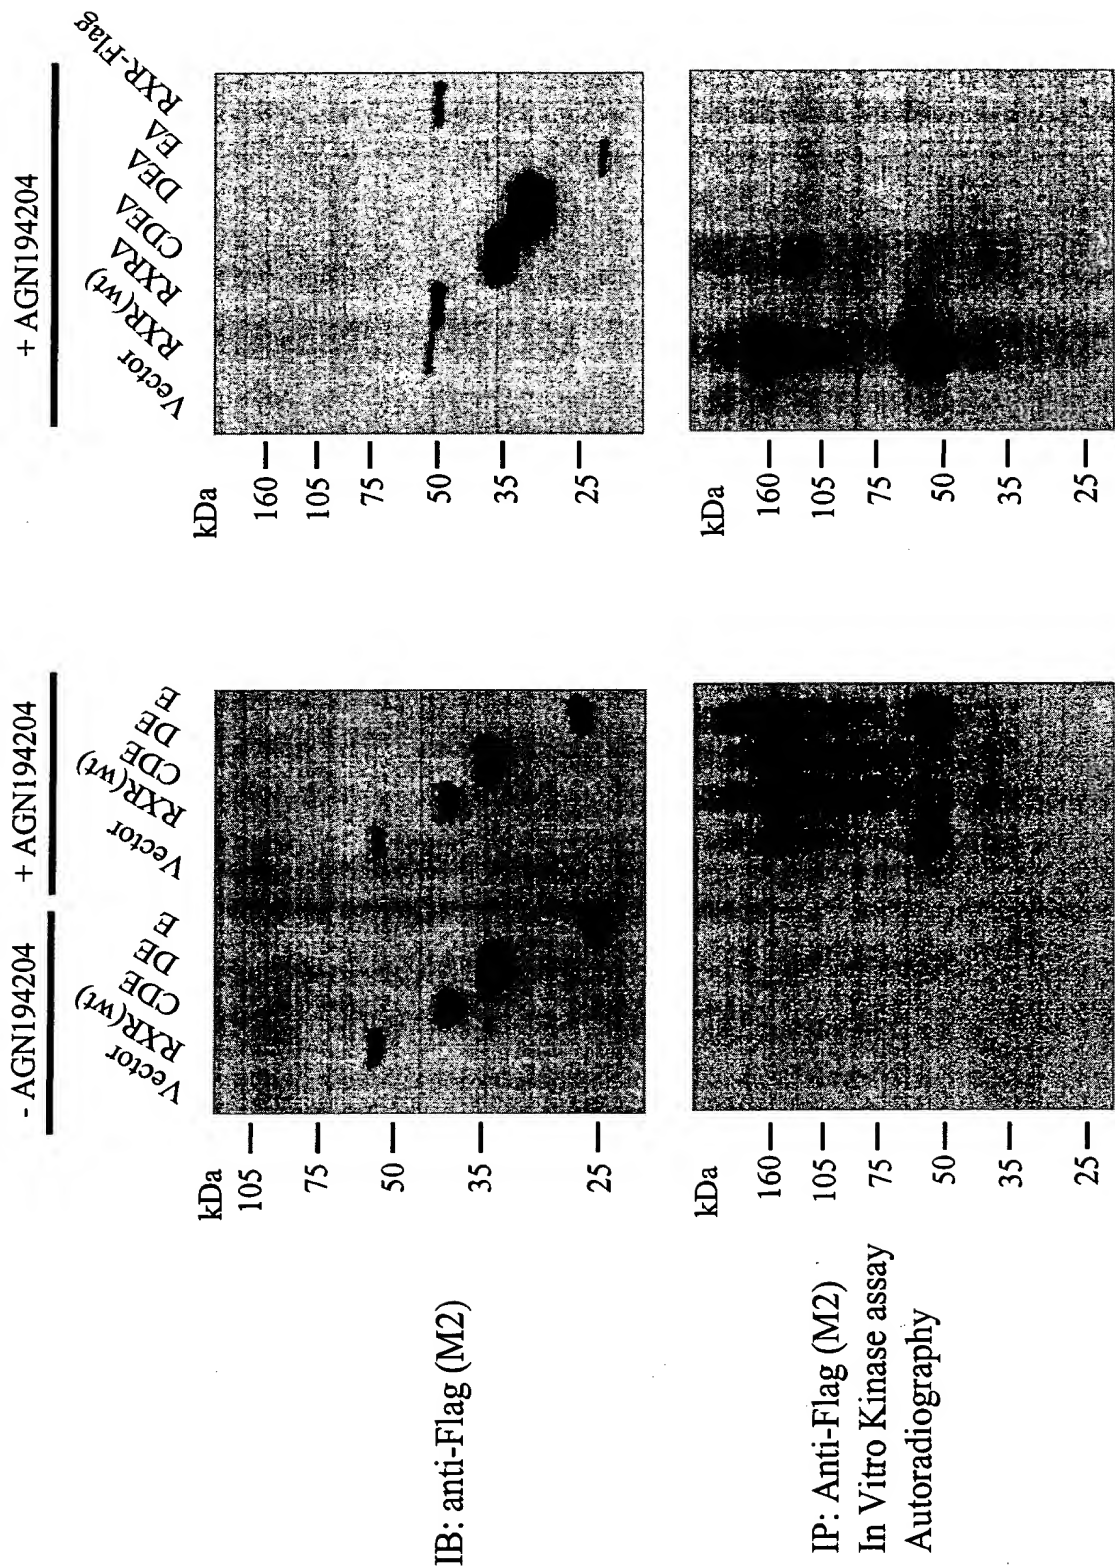 - AGN194204
+ AGN194204
+ AGN194204
Vector
RXR(wt)
CDE
DE
E
Vector
RXR(wt)
CDE
DE
E
Vector
RXR(wt)
RXRΔ
CDEΔ
DEΔ
EΔ
RXR-Flag
IB: anti-Flag (M2)
kDa
105
75
50
35
25
kDa
160
105
75
50
35
25
IP: Anti-Flag (M2)
In Vitro Kinase assay
Autoradiography
kDa
160
105
75
50
35
25
kDa
160
105
75
50
35
25